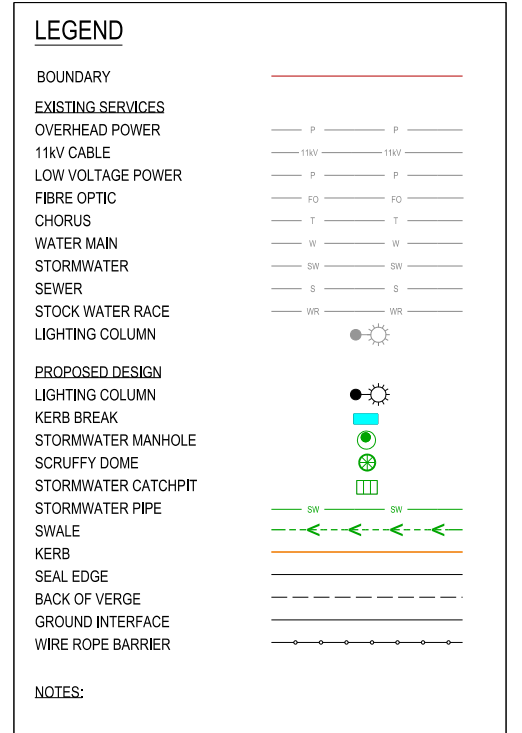 LEGEND
BOUNDARY
EXISTING SERVICES
OVERHEAD POWER P P
11kV CABLE 11kV 11kV
LOW VOLTAGE POWER P P
FIBRE OPTIC FO FO
CHORUS T T
WATER MAIN W W
STORMWATER SW SW
SEWER S S
STOCK WATER RACE WR WR
LIGHTING COLUMN
PROPOSED DESIGN
LIGHTING COLUMN
KERB BREAK
STORMWATER MANHOLE
SCRUFFY DOME
STORMWATER CATCHPIT
STORMWATER PIPE SW SW
SWALE
KERB
SEAL EDGE
BACK OF VERGE
GROUND INTERFACE
WIRE ROPE BARRIER
NOTES: